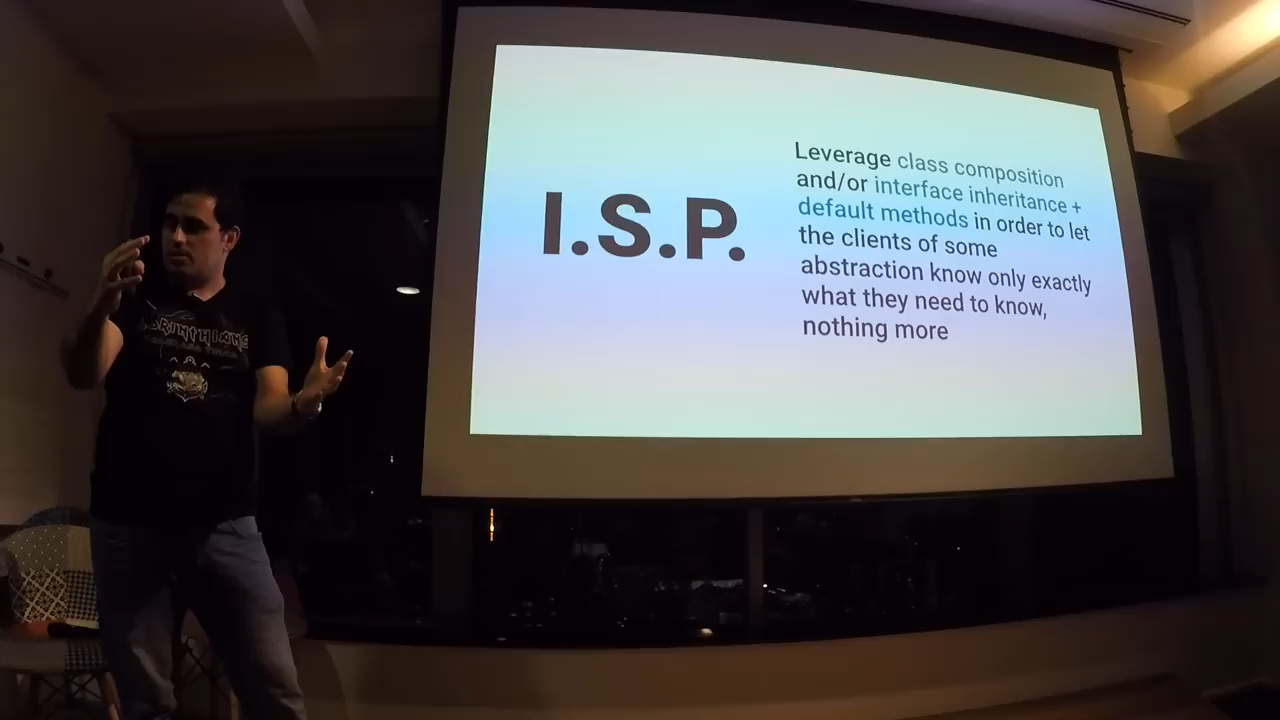 I.S.P.
Leverage class composition
and/or interface inheritance +
default methods in order to let
the clients of some
abstraction know only exactly
what they need to know,
nothing more
CORINTHIANS